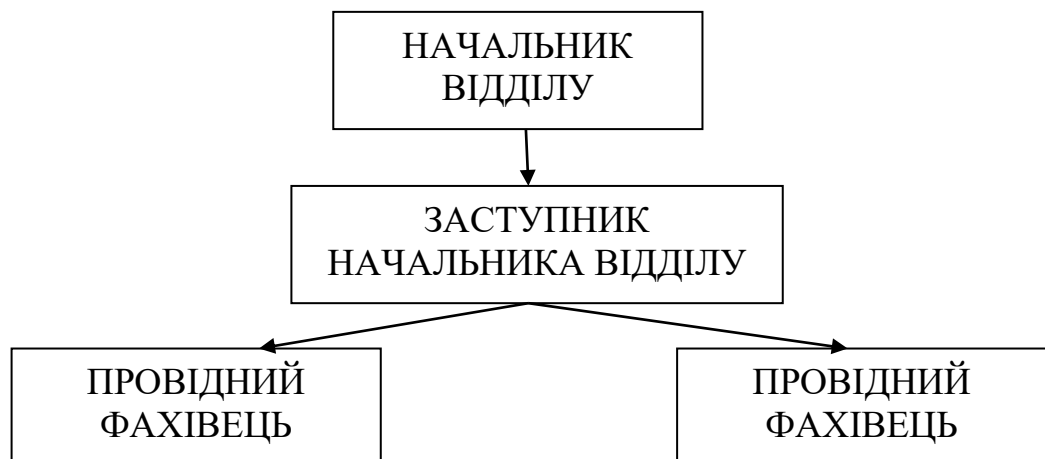 НАЧАЛЬНИК
ВІДДІЛУ
ЗАСТУПНИК
НАЧАЛЬНИКА ВІДДІЛУ
ПРОВІДНИЙ
ФАХІВЕЦЬ
ПРОВІДНИЙ
ФАХІВЕЦЬ